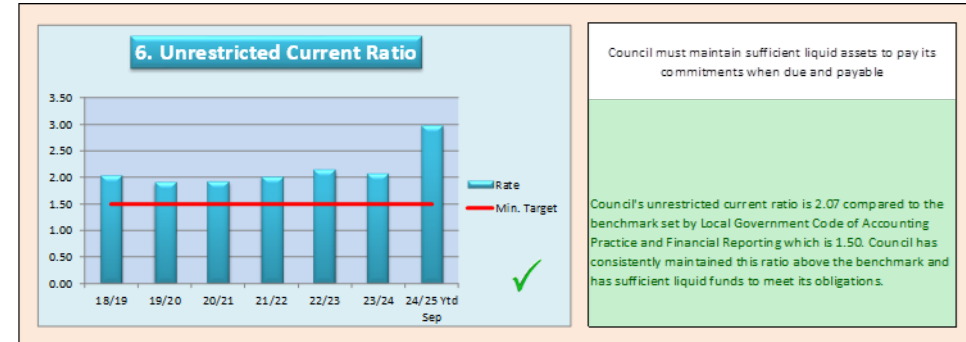 6. Unrestricted Current Ratio
3.50
3.00
2.50
2.00
1.50
1.00
0.50
0.00
18/19 19/20 20/21 21/22 22/23 23/24 24/25 Ytd
Sep
Rate
Min. Target
Council must maintain sufficient liquid assets to pay its
commitments when due and payable
Council's unrestricted current ratio is 2.07 compared to the
benchmark set by Local Government Code of Accounting
Practice and Financial Reporting which is 1.50. Council has
consistently maintained this ratio above the benchmark and
has sufficient liquid funds to meet its obligations.